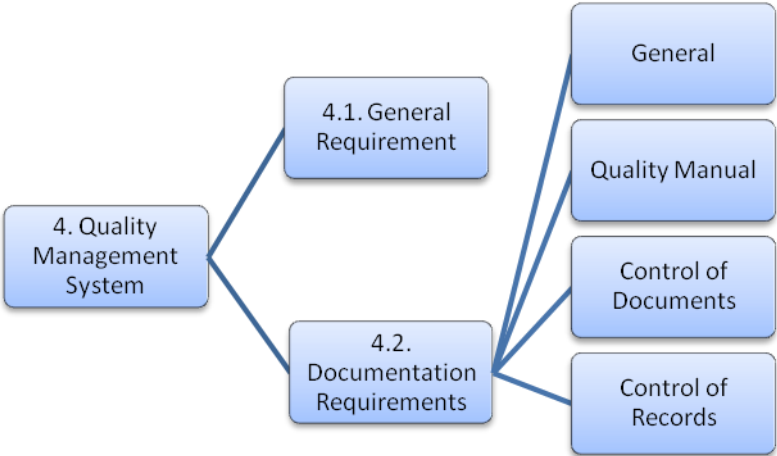 4. Quality
Management
System
4.1. General
Requirement
4.2.
Documentation
Requirements
General
Quality Manual
Control of
Documents
Control of
Records